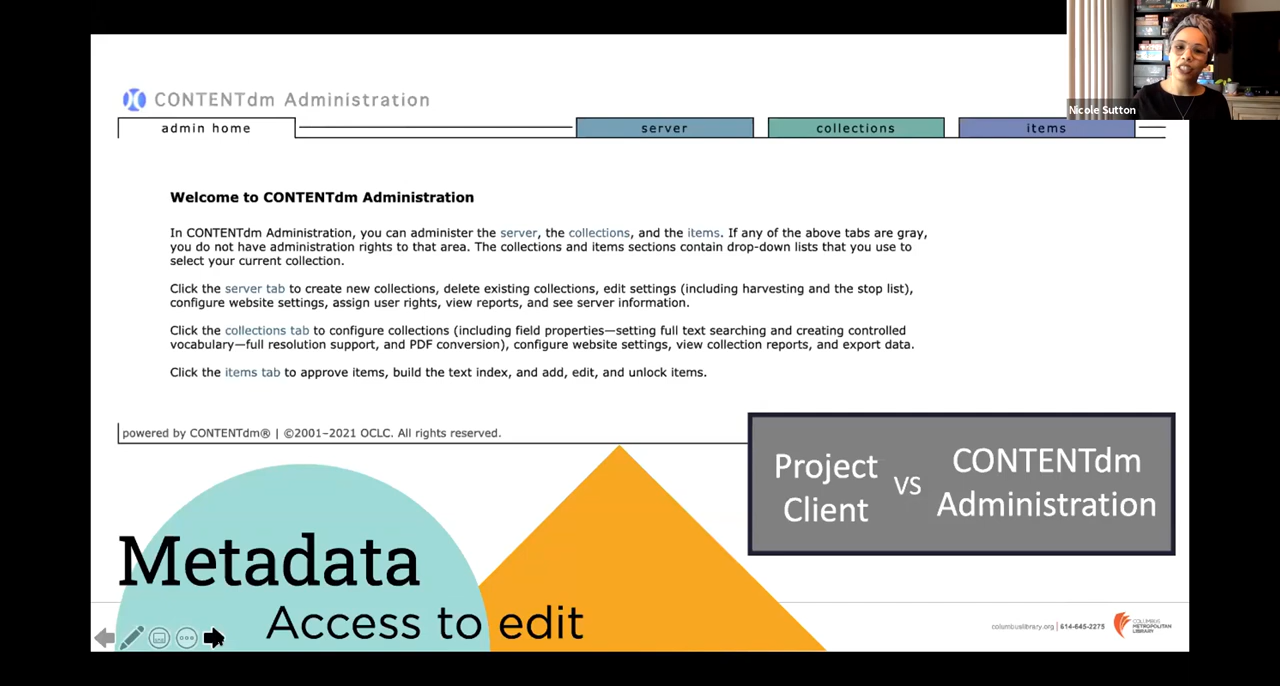 Nicole Sutton
CONTENTdm Administration
admin home
server
collections
items
Welcome to CONTENTdm Administration
In CONTENTdm Administration, you can administer the server, the collections, and the items. If any of the above tabs are gray,
you do not have administration rights to that area. The collections and items sections contain drop-down lists that you use to
select your current collection.
Click the server tab to create new collections, delete existing collections, edit settings (including harvesting and the stop list),
configure website settings, assign user rights, view reports, and see server information.
Click the collections tab to configure collections (including field properties—setting full text searching and creating controlled
vocabulary—full resolution support, and PDF conversion), configure website settings, view collection reports, and export data.
Click the items tab to approve items, build the text index, and add, edit, and unlock items.
powered by CONTENTdm® | ©2001–2021 OCLC. All rights reserved.
Project
Client
vs
CONTENTdm
Administration
Metadata
Access to edit
columbuslibrary.org | 614-645-2275
COLUMBUS
METROPOLITAN
LIBRARY